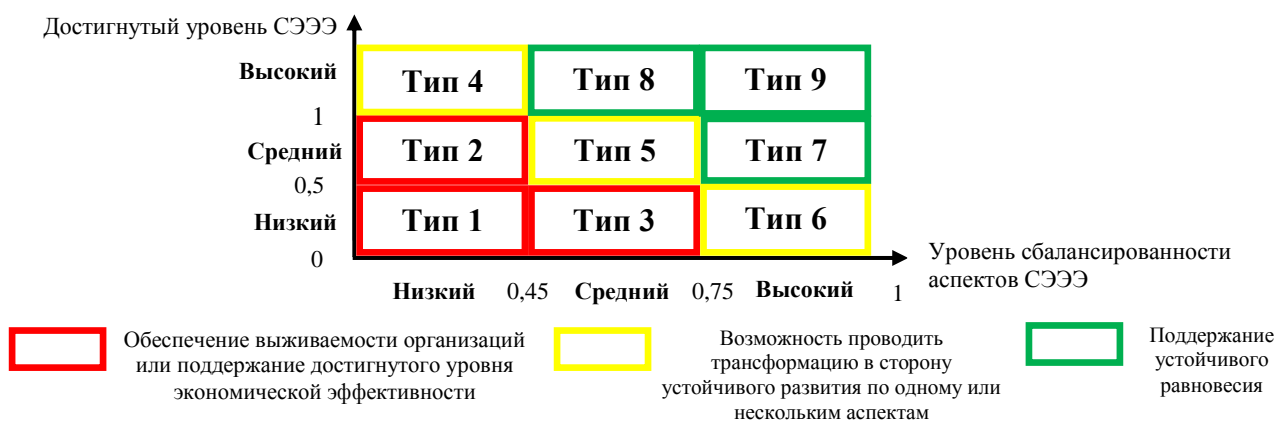 Достигнутый уровень СЭЭЭ
Высокий
Тип 4
Тип 8
Тип 9
1
Средний
Тип 2
Тип 5
Тип 7
0,5
Низкий
Тип 1
Тип 3
Тип 6
0
Уровень сбалансированности
аспектов СЭЭЭ
Низкий 0,45 Средний 0,75 Высокий 1
Обеспечение выживаемости организаций
или поддержание достигнутого уровня
экономической эффективности
Возможность проводить
трансформацию в сторону
устойчивого развития по одному или
нескольким аспектам
Поддержание
устойчивого
равновесия